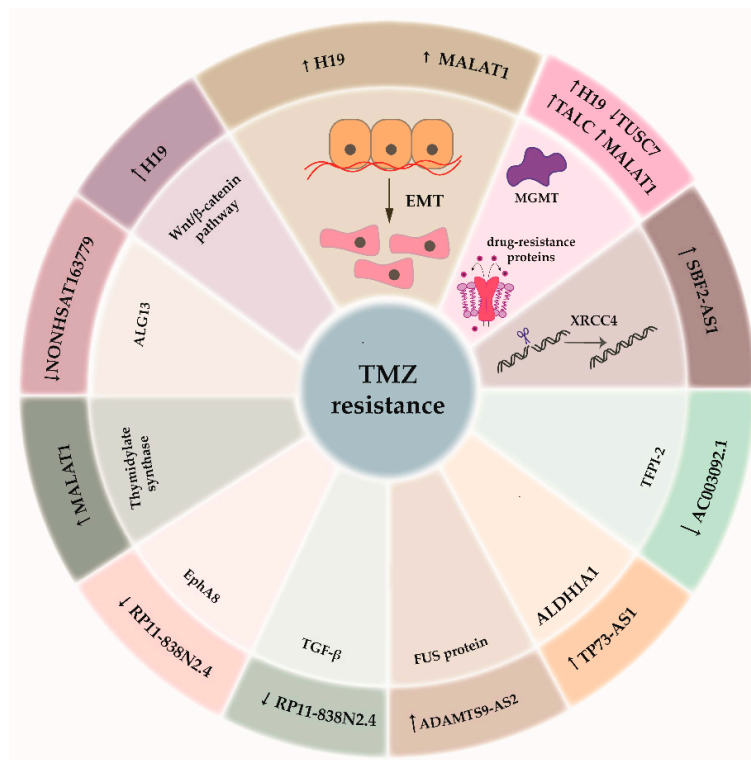 ↑H19 ↑MALAT1
↑H19 ↓TUSC7
↑TALC ↑MALAT1
↑SBF2-AS1
↓ AC003092.1
↑TP73-AS1
↑ADAMTS9-AS2
↓ RP11-838N2.4
↓ RP11-838N2.4
↑MALAT1
↓NONHSAT163779
↑H19
EMT
MGMT
drug-resistance
proteins
XRCC4
TFPI-2
ALDH1A1
FUS protein
TGF-β
EphA8
Thymidylate
synthase
ALG13
Wnt/β-catenin
pathway
TMZ
resistance